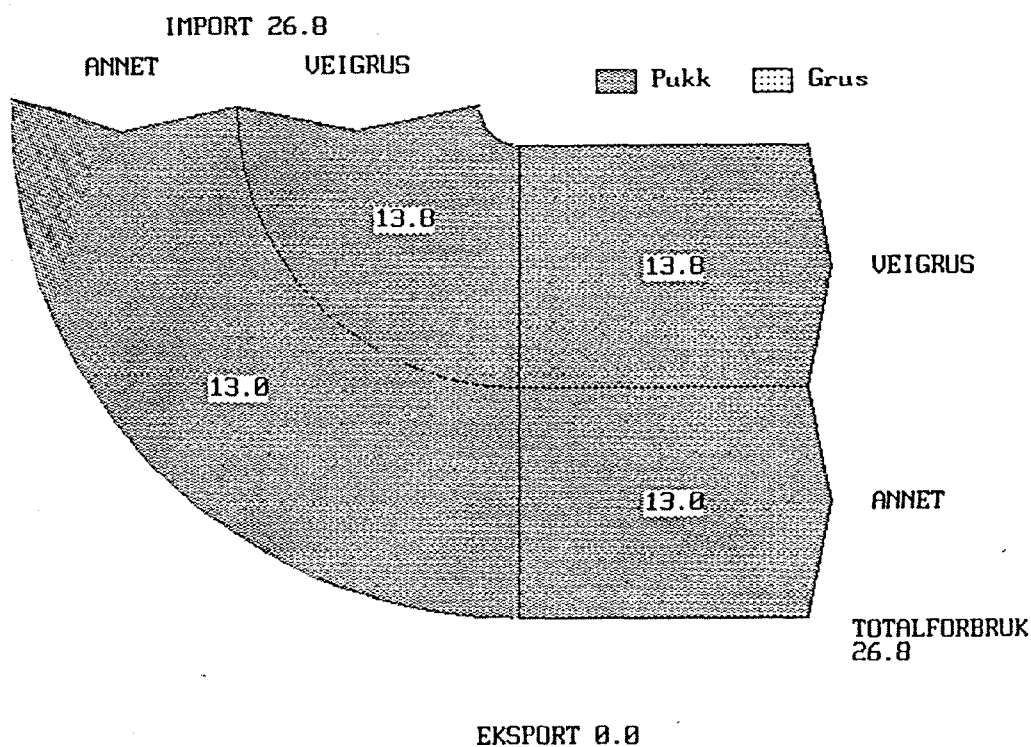 IMPORT 26.8
ANNET VEIGRUS
Pukk Grus
13.8
13.8
VEIGRUS
13.0
13.0
ANNET
TOTALFORBRUK
26.8
EKSPORT 0.0